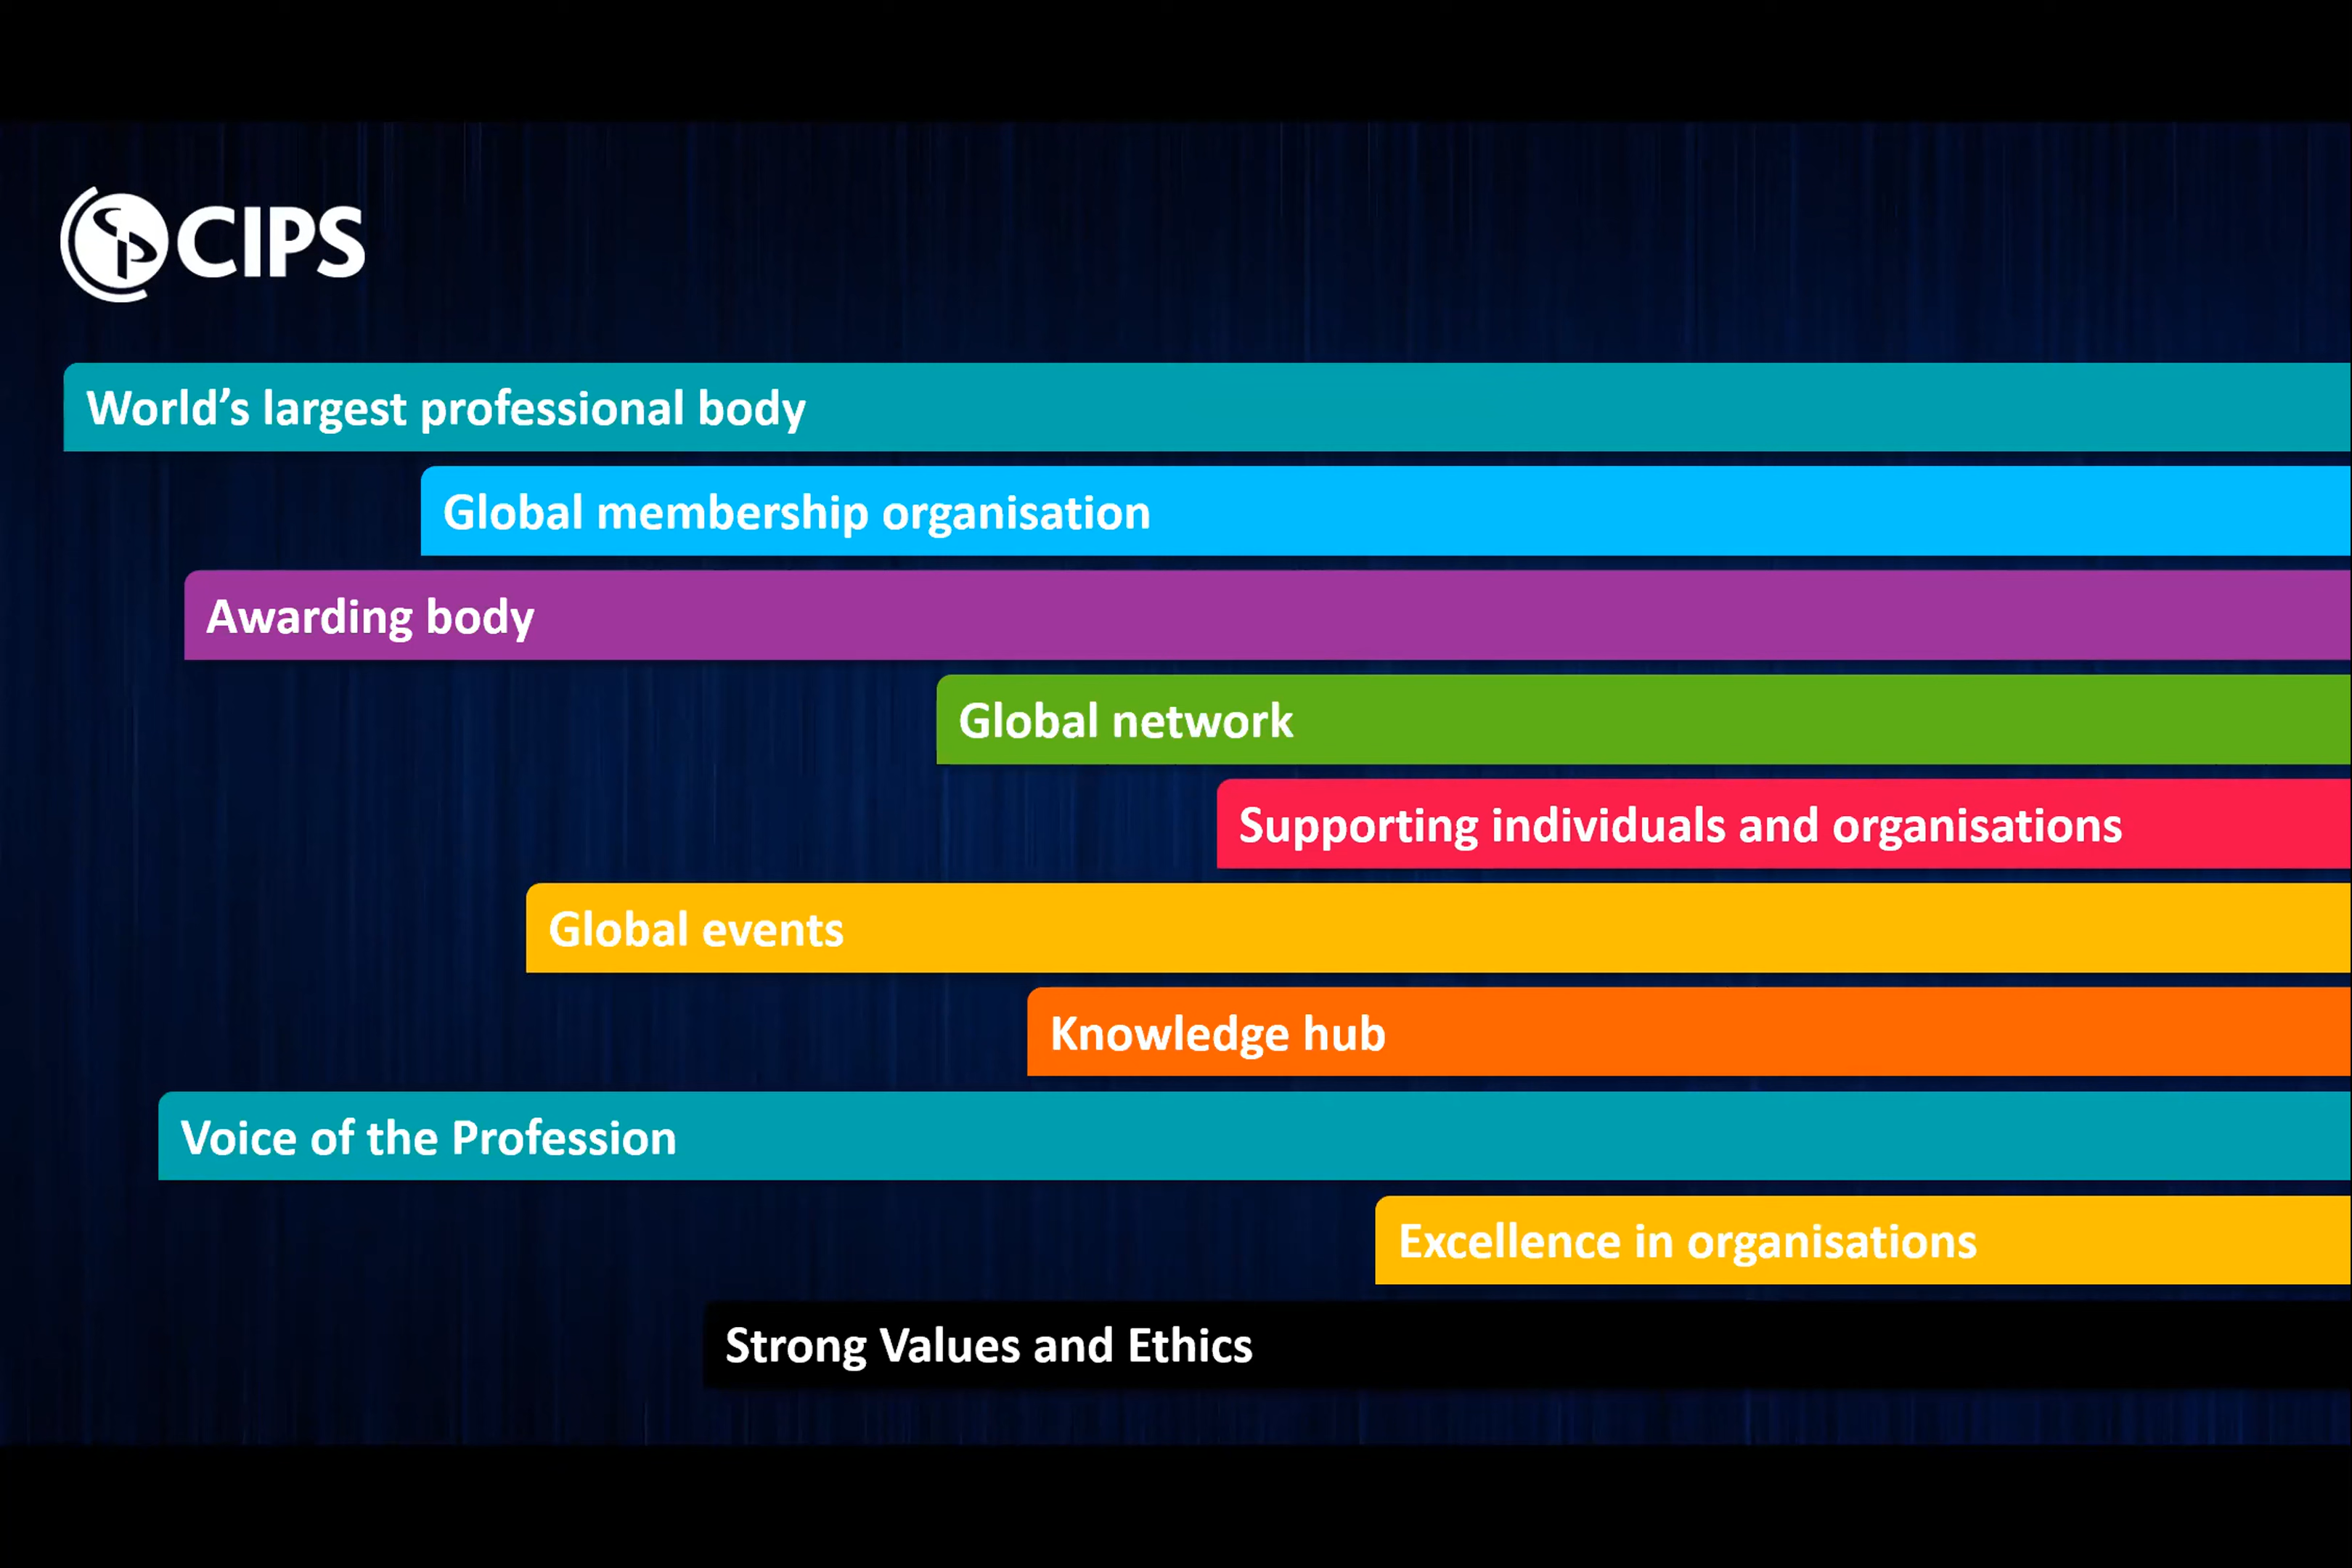 CIPS
World’s largest professional body
Global membership organisation
Awarding body
Global network
Supporting individuals and organisations
Global events
Knowledge hub
Voice of the Profession
Excellence in organisations
Strong Values and Ethics